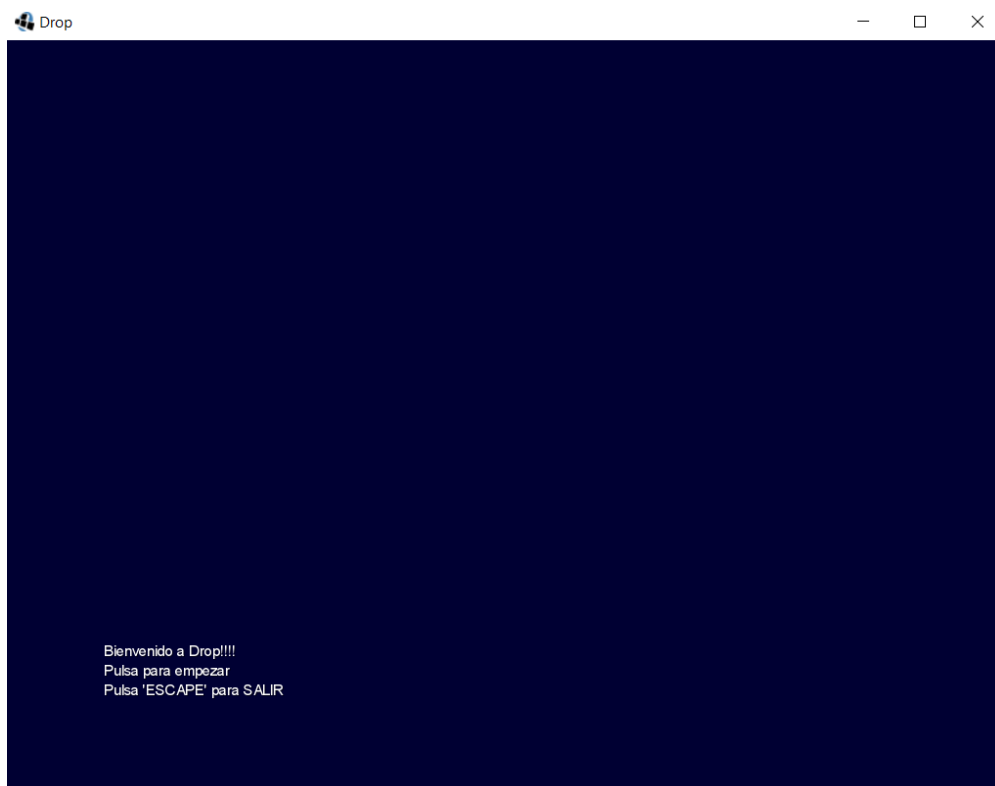 Drop
Bienvenido a Drop!!!!
Pulsa para empezar
Pulsa 'ESCAPE' para SALIR